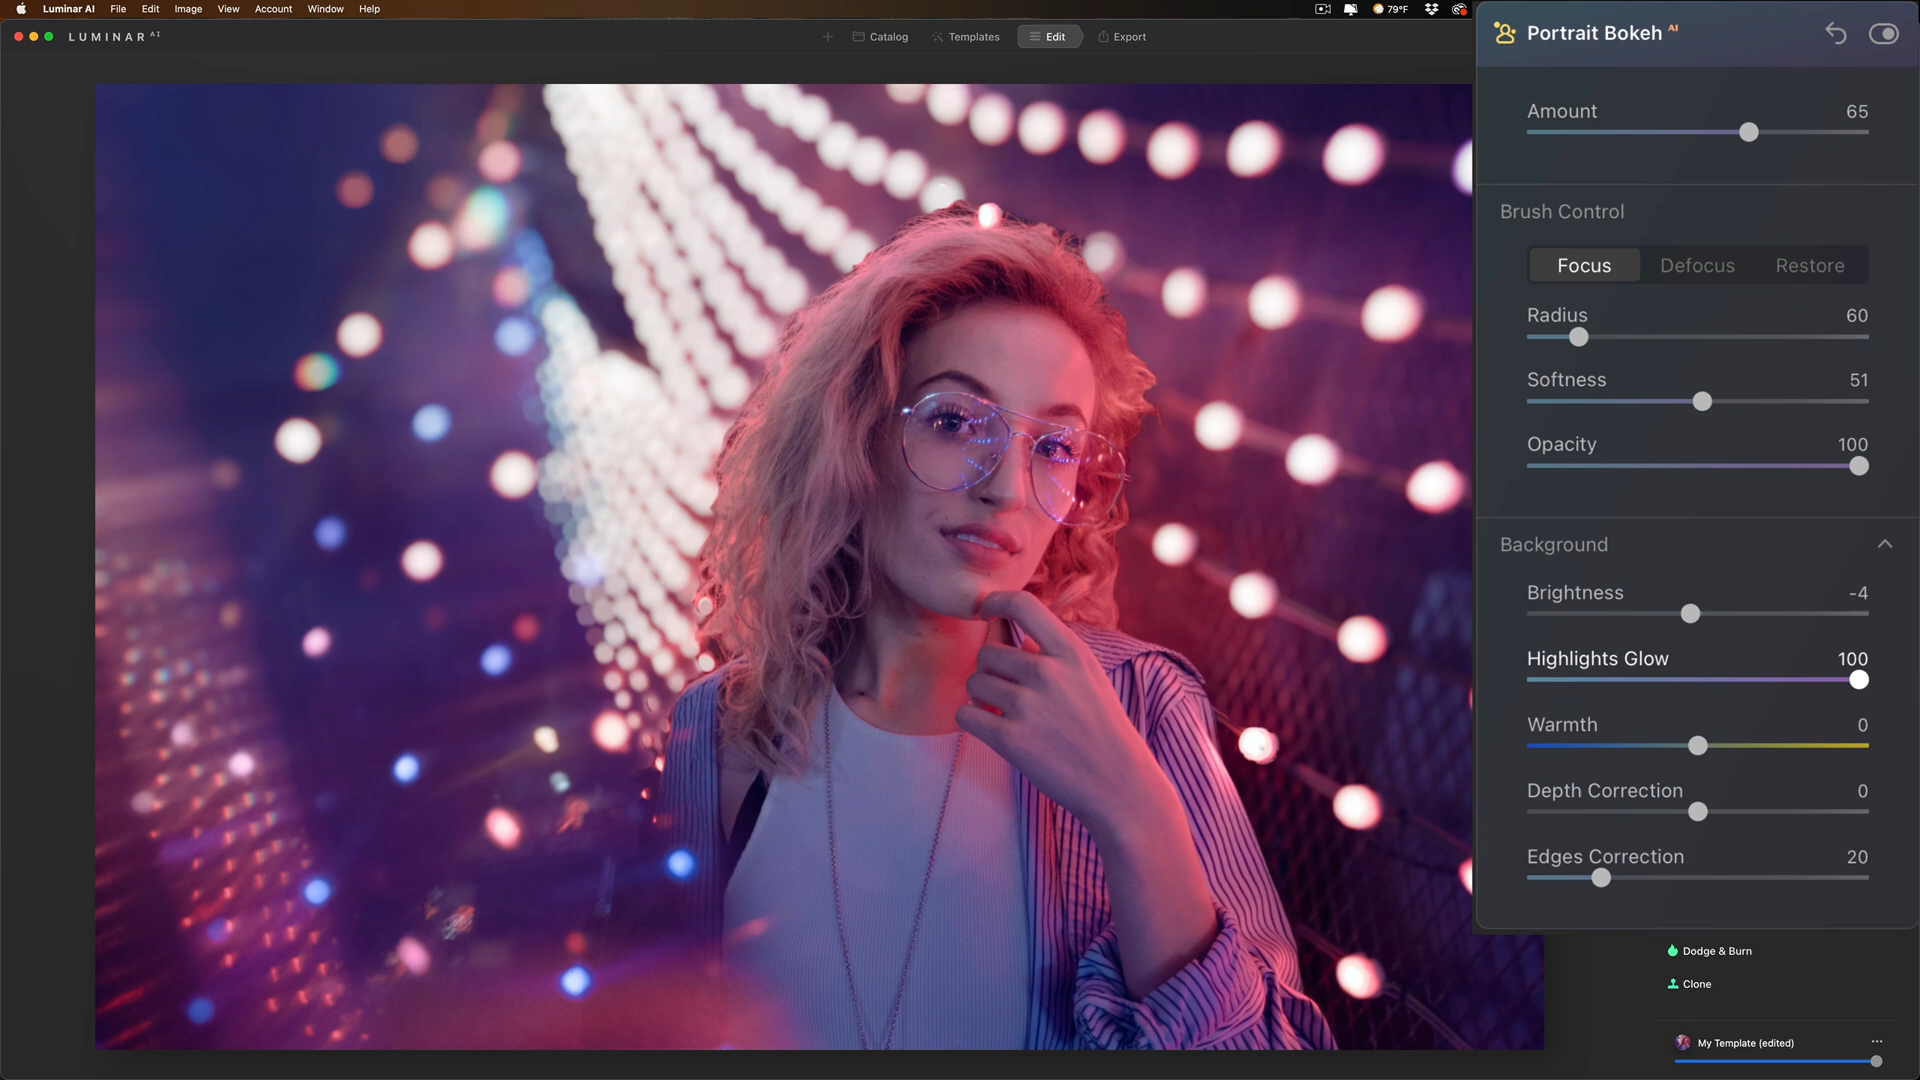 Luminar AI File Edit Image View Account Window Help
79°F
LUMINAR AI
Catalog
Templates
Edit
Export
Portrait Bokeh AI
Amount 65
Brush Control
Focus Defocus Restore
Radius 60
Softness 51
Opacity 100
Background
Brightness -4
Highlights Glow 100
Warmth 0
Depth Correction 0
Edges Correction 20
Dodge & Burn
Clone
My Template (edited)